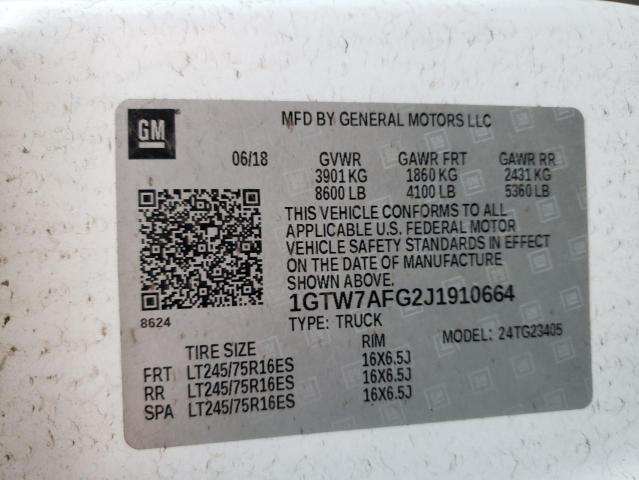 GM
MFD BY GENERAL MOTORS LLC
06/18 GVWR GAWR FRT GAWR RR
3901 KG 1860 KG 2431 KG
8600 LB 4100 LB 5360 LB
THIS VEHICLE CONFORMS TO ALL
APPLICABLE U.S. FEDERAL MOTOR
VEHICLE SAFETY STANDARDS IN EFFECT
ON THE DATE OF MANUFACTURE
SHOWN ABOVE.
1GTW7AFG2J1910664
8624
TYPE: TRUCK MODEL: 24TG23405
TIRE SIZE RIM
FRT LT245/75R16ES 16X6.5J
RR LT245/75R16ES 16X6.5J
SPA LT245/75R16ES 16X6.5J